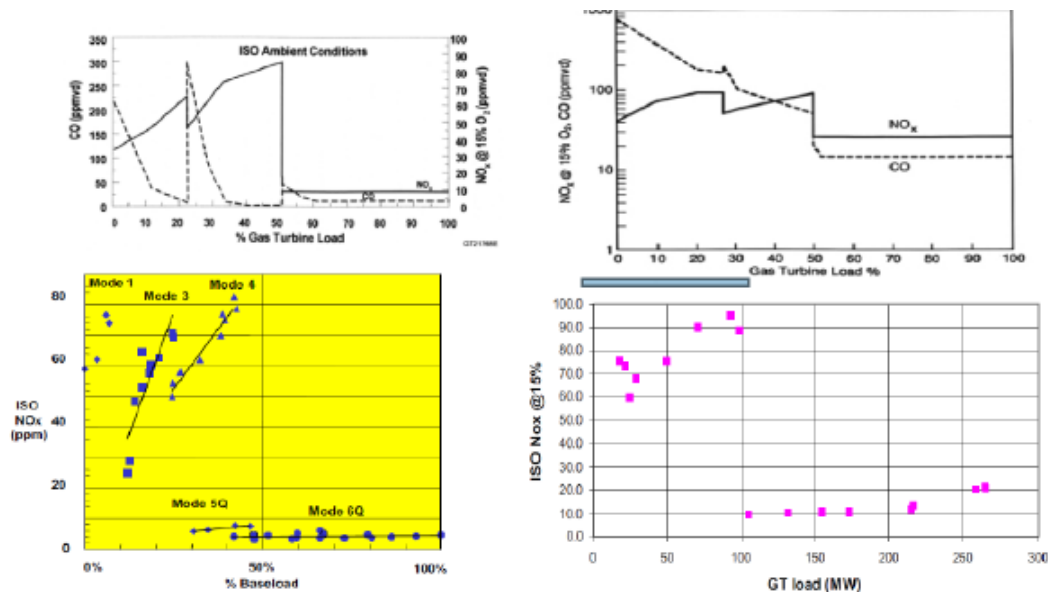 ISO Ambient Conditions
350
300
250
200
150
100
50
0
CO (ppmvd)
100
90
80
70
60
50
40
30
20
10
0
NOx @ 15% O2 (ppmvd)
NOx
CO
0 10 20 30 40 50 60 70 80 90 100
% Gas Turbine Load
1000
100
10
1
NOx @ 15% O2, CO (ppmvd)
NOx
CO
0 10 20 30 40 50 60 70 80 90 100
Gas Turbine Load %
80
60
40
20
0
ISO
NOx
(ppm)
Mode 1
Mode 3
Mode 4
Mode 5Q
Mode 6Q
0% 50% 100%
% Baseload
100.0
90.0
80.0
70.0
60.0
50.0
40.0
30.0
20.0
10.0
0.0
ISO Nox @15%
0 50 100 150 200 250 300
GT load (MW)